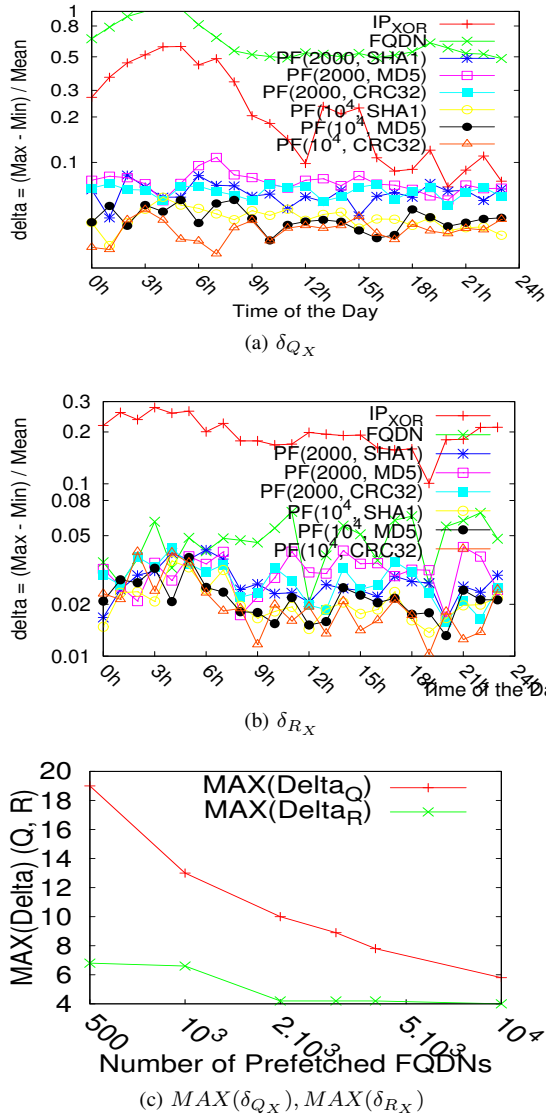 1
0.8
0.5
0.3
0.2
0.1
delta = (Max - Min) / Mean
IP_XOR
FQDN
PF(2000, SHA1)
PF(2000, MD5)
PF(2000, CRC32)
PF(10^4, SHA1)
PF(10^4, MD5)
PF(10^4, CRC32)
0h 3h 6h 9h 12h 15h 18h 21h 24h
Time of the Day
(a) δ_{Q_X}
0.3
0.2
0.1
0.08
0.05
0.02
0.01
delta = (Max - Min) / Mean
IP_XOR
FQDN
PF(2000, SHA1)
PF(2000, MD5)
PF(2000, CRC32)
PF(10^4, SHA1)
PF(10^4, MD5)
PF(10^4, CRC32)
0h 3h 6h 9h 12h 15h 18h 21h 24h
Time of the Da
(b) δ_{R_X}
20
18
16
14
12
10
8
6
4
MAX(Delta) (Q, R)
MAX(Delta_Q)
MAX(Delta_R)
500 10^3 2.10^3 5.10^3 10^4
Number of Prefetched FQDNs
(c) MAX(δ_{Q_X}), MAX(δ_{R_X})